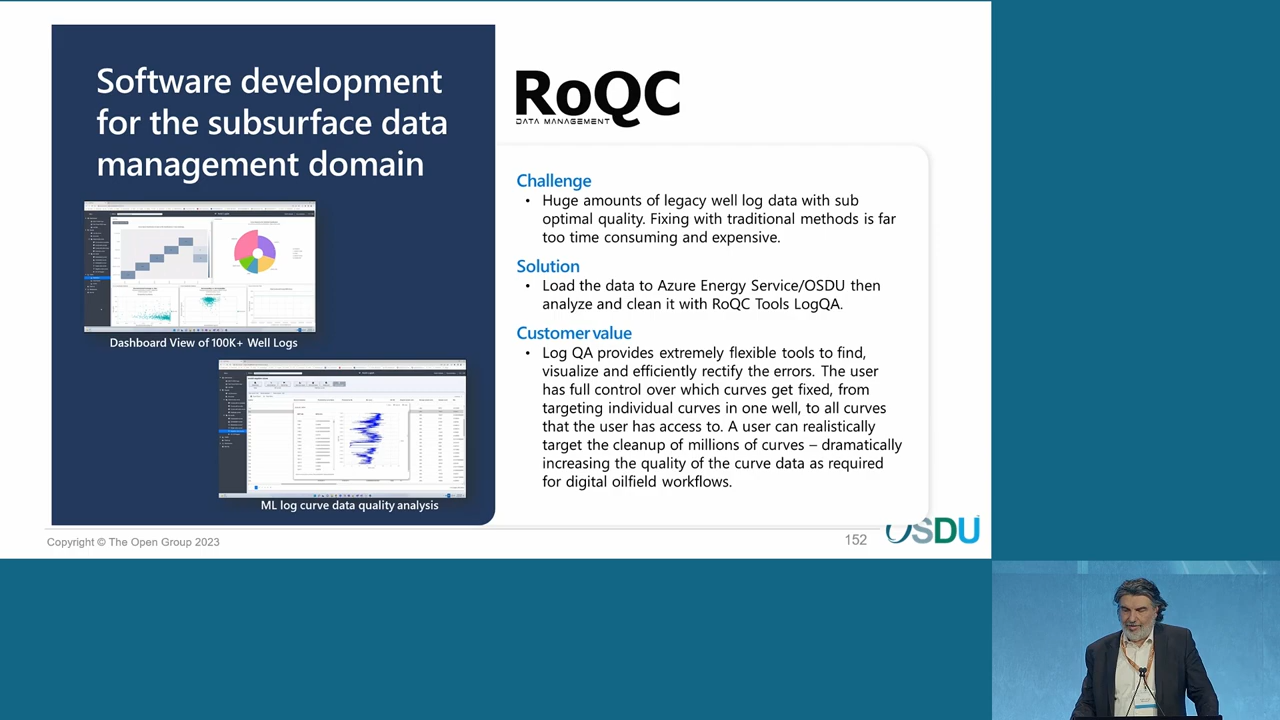 Software development
for the subsurface data
management domain
Dashboard View of 100K+ Well Logs
ML log curve data quality analysis
RoQC
DATA MANAGEMENT
Challenge
• Huge amounts of legacy well log data with sub
optimal quality. Fixing with traditional methods is far
too time consuming and expensive.
Solution
• Load the data to Azure Energy Service/OSDU then
analyze and clean it with RoQC Tools LogQA.
Customer value
• Log QA provides extremely flexible tools to find,
visualize and efficiently rectify the errors. The user
has full control over which curves get fixed, from
targeting individual curves in one well, to all curves
that the user has access to. A user can realistically
target the cleanup of millions of curves – dramatically
increasing the quality of the curve data as required
for digital oilfield workflows.
Copyright © The Open Group 2023
152
OSDU